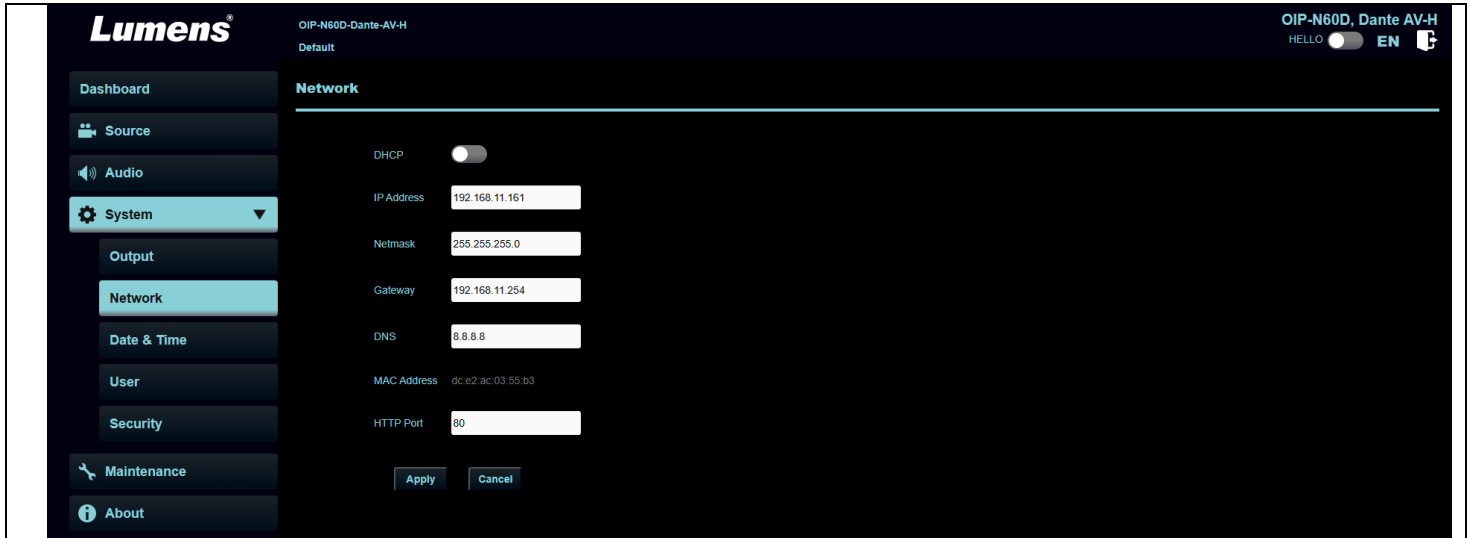 Lumens®
OIP-N60D-Dante-AV-H
Default
OIP-N60D, Dante AV-H
HELLO EN
Dashboard
Source
Audio
System
Output
Network
Date & Time
User
Security
Maintenance
About
Network
DHCP
IP Address 192.168.11.161
Netmask 255.255.255.0
Gateway 192.168.11.254
DNS 8.8.8.8
MAC Address dc:e2:ac:03:55:b3
HTTP Port 80
Apply Cancel